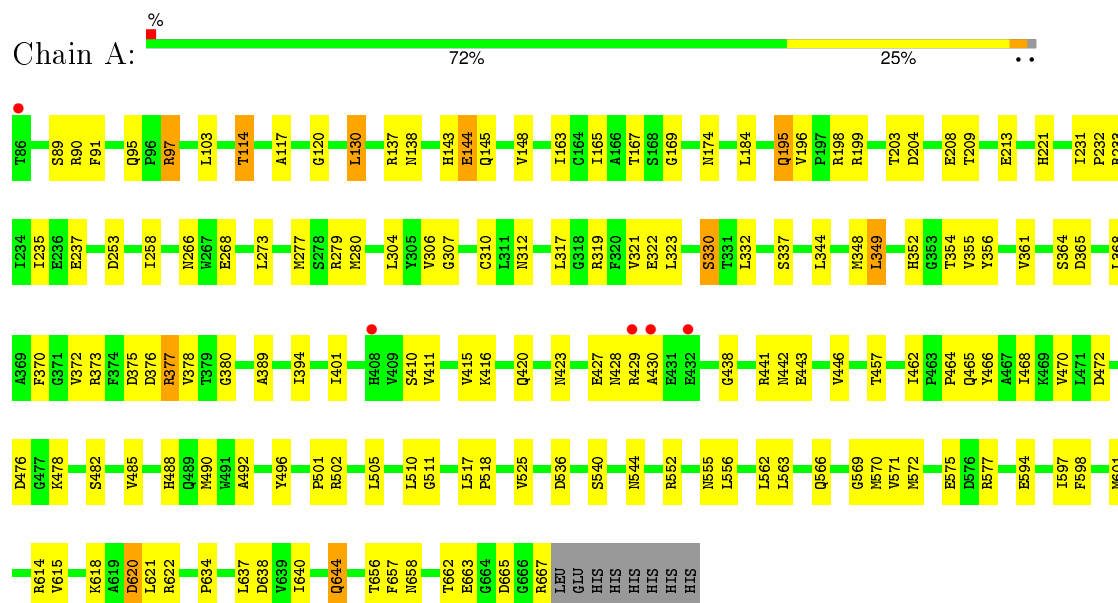 %
Chain A: 72% 25% • •
T86 S89 R90 F91 Q95 P96 R97 L103 T114 A117 G120 L130 R137 N138 H143 E144 Q145 V148 I163 C164 I165 A166 T167 S168 G169 N174 L184 Q195 V196 P197 R198 R199 T203 D204 E208 T209 E213 H221 I231 P232
I234 I235 E236 E237 D253 I258 N266 W267 E268 L273 M277 S278 R279 M280 L304 Y305 V306 G307 C310 L311 N312 L317 G318 R319 F320 V321 E322 L323 S330 T331 L332 S337 L344 M348 L349 H352 G353 T354 V355 Y356 V361 S364 D365 L368
A369 F370 G371 V372 R373 F374 D375 D376 R377 V378 T379 G380 A389 I394 I401 H408 V409 S410 V411 V415 K416 Q420 N423 E427 N428 R429 A430 E431 E432 G438 R441 N442 E443 V446 T457 I462 P463 P464 Q465 Y466 A467 I468 K469 V470 L471 D472
D476 G477 K478 S482 V485 H488 Q489 M490 W491 A492 Y496 P501 R502 L505 L510 G511 L517 P518 V525 D536 S540 N544 R552 N555 L556 L562 L563 Q566 G569 M570 V571 M572 E575 D576 R577 E594 I597 F598 M601
R614 V615 K618 A619 D620 L621 R622 P634 L637 D638 V639 I640 Q644 T656 F657 N658 T662 E663 G664 D665 G666 R667 LEU GLU HIS HIS HIS HIS HIS HIS